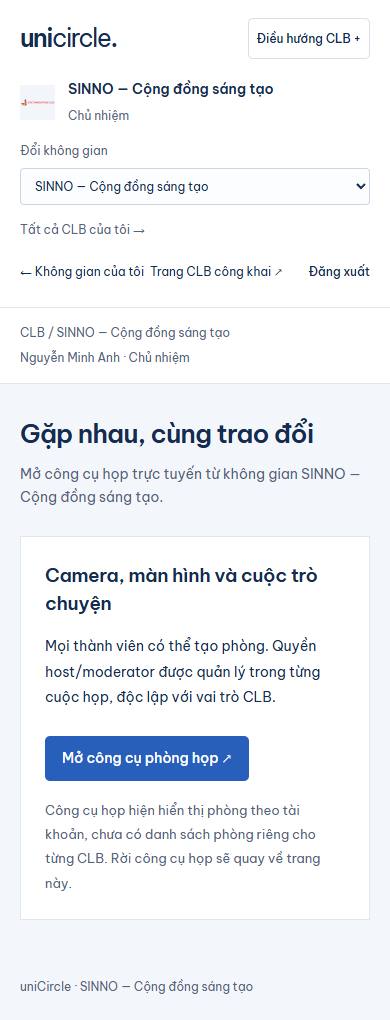 unicircle.
Điều hướng CLB +
SINNO — Cộng đồng sáng tạo
Chủ nhiệm
Đổi không gian
SINNO — Cộng đồng sáng tạo
Tất cả CLB của tôi →
← Không gian của tôi Trang CLB công khai ↗ Đăng xuất
CLB / SINNO — Cộng đồng sáng tạo
Nguyễn Minh Anh · Chủ nhiệm
Gặp nhau, cùng trao đổi
Mở công cụ họp trực tuyến từ không gian SINNO —
Cộng đồng sáng tạo.
Camera, màn hình và cuộc trò
chuyện
Mọi thành viên có thể tạo phòng. Quyền
host/moderator được quản lý trong từng
cuộc họp, độc lập với vai trò CLB.
Mở công cụ phòng họp ↗
Công cụ họp hiện hiển thị phòng theo tài
khoản, chưa có danh sách phòng riêng cho
từng CLB. Rời công cụ họp sẽ quay về trang
này.
uniCircle · SINNO — Cộng đồng sáng tạo